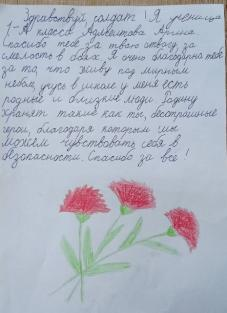 Здравствуй солдат! Я ученица
1-А класса Арина
Спасибо тебе за твою отвагу, за
смелость в боях. Я очень благодарна тебе
за то, что живу под мирным
небом, учусь в школе у меня есть
родные и близкие люди. Родину
хранят такие как ты, бесстрашные
герои, благодаря которым мы
можем чувствовать себя в
безопасности. Спасибо за все!